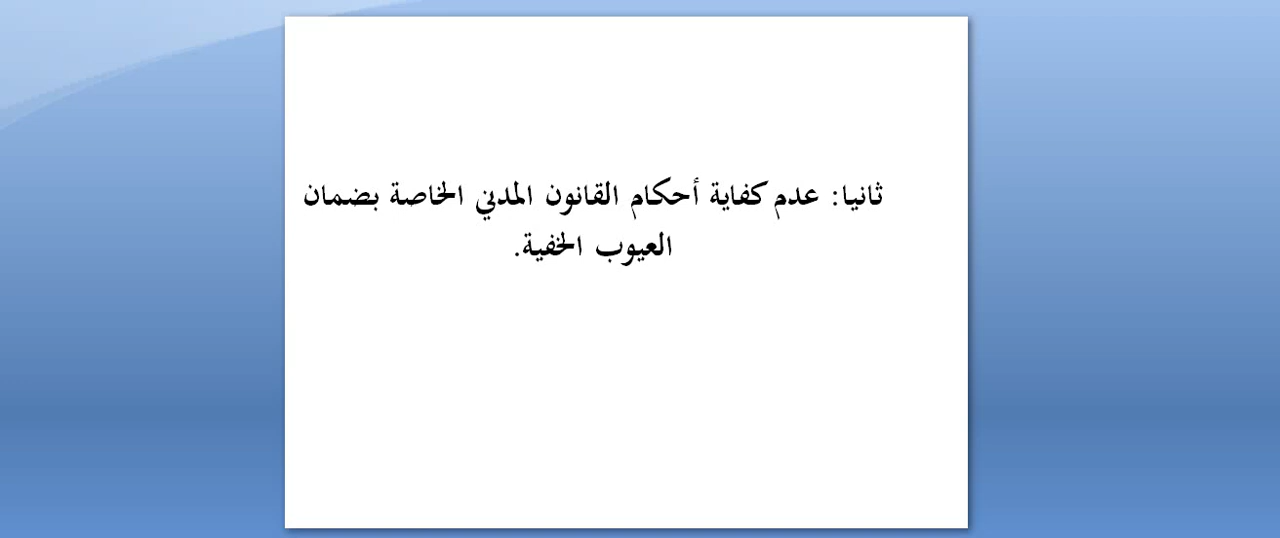 ثانيا: عدم كفاية أحكام القانون المدني الخاصة بضمان
العيوب الخفية.